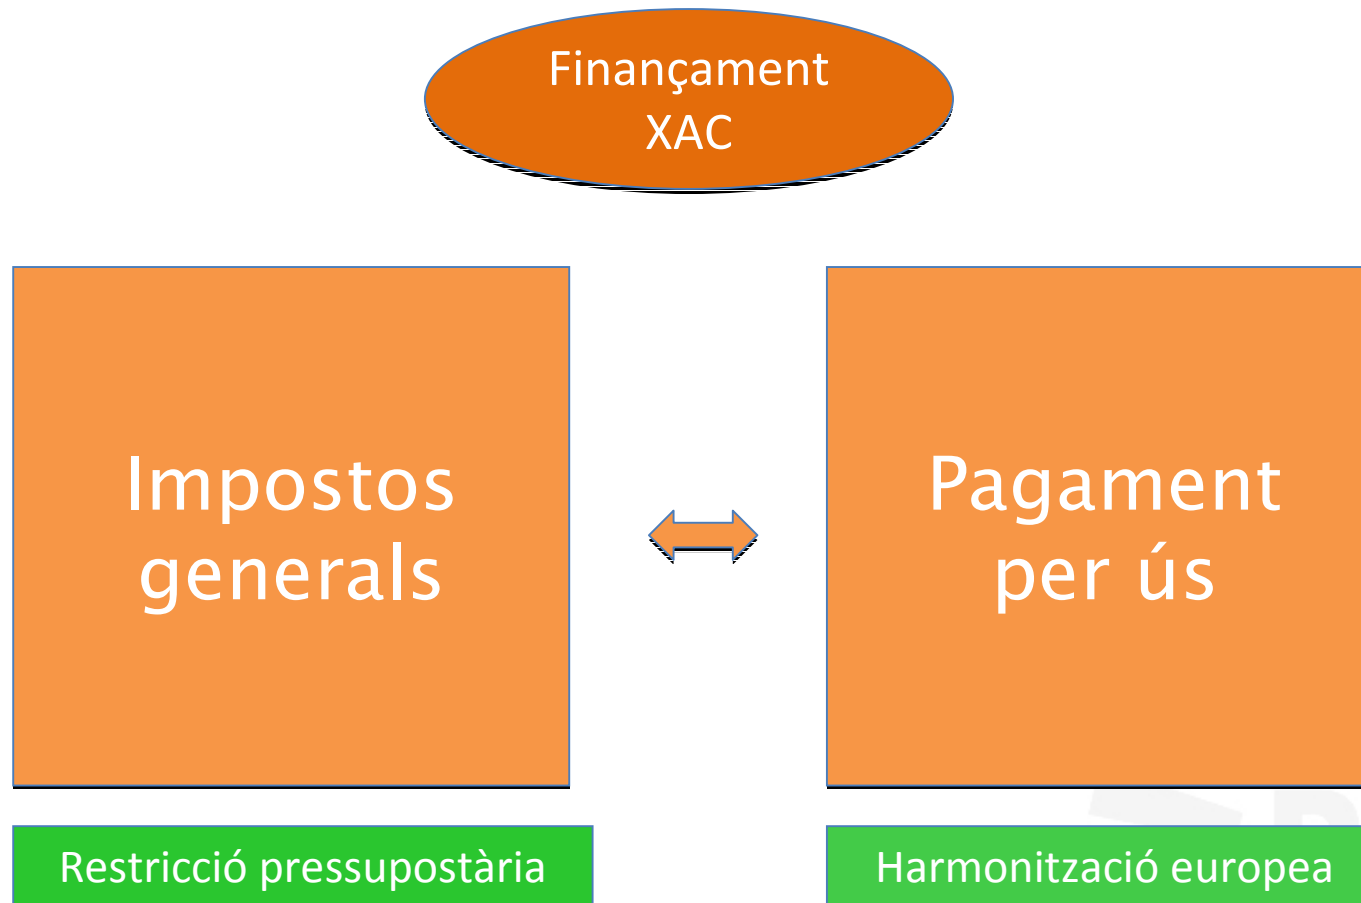 Finançament
XAC
Impostos
generals
Pagament
per ús
Restricció pressupostària
Harmonització europea